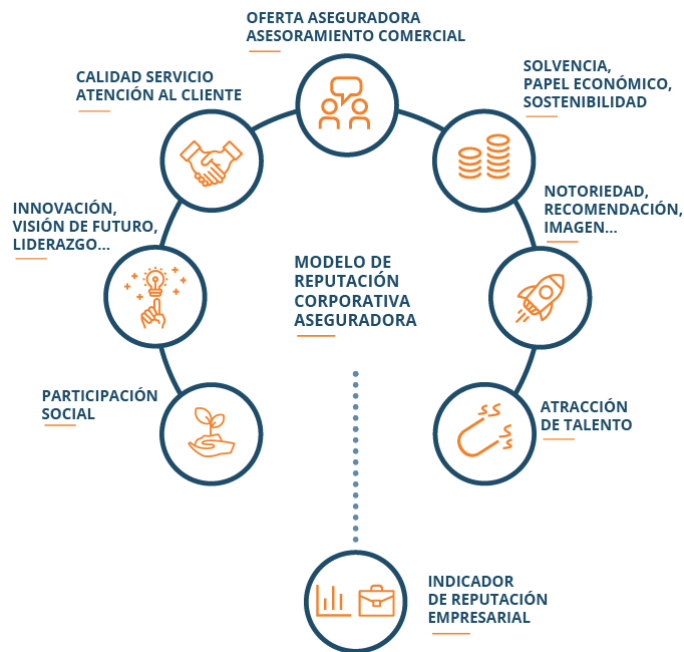 OFERTA ASEGURADORA
ASESORAMIENTO COMERCIAL
CALIDAD SERVICIO
ATENCIÓN AL CLIENTE
SOLVENCIA,
PAPEL ECONÓMICO,
SOSTENIBILIDAD
INNOVACIÓN,
VISIÓN DE FUTURO,
LIDERAZGO...
NOTORIEDAD,
RECOMENDACIÓN,
IMAGEN...
MODELO DE
REPUTACIÓN
CORPORATIVA
ASEGURADORA
PARTICIPACIÓN
SOCIAL
ATRACCIÓN
DE TALENTO
INDICADOR
DE REPUTACIÓN
EMPRESARIAL